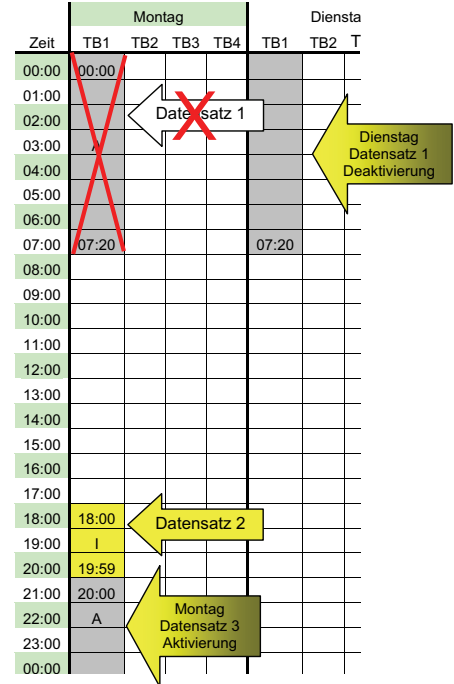 Montag Diensta
Zeit TB1 TB2 TB3 TB4 TB1 TB2 T
00:00 00:00
01:00
02:00 Datensatz 1
03:00 A
Dienstag
Datensatz 1
Deaktivierung
04:00
05:00
06:00
07:00 07:20 07:20
08:00
09:00
10:00
11:00
12:00
13:00
14:00
15:00
16:00
17:00
18:00 18:00 Datensatz 2
19:00 I
20:00 19:59
21:00 20:00
22:00 A
Montag
Datensatz 3
Aktivierung
23:00
00:00